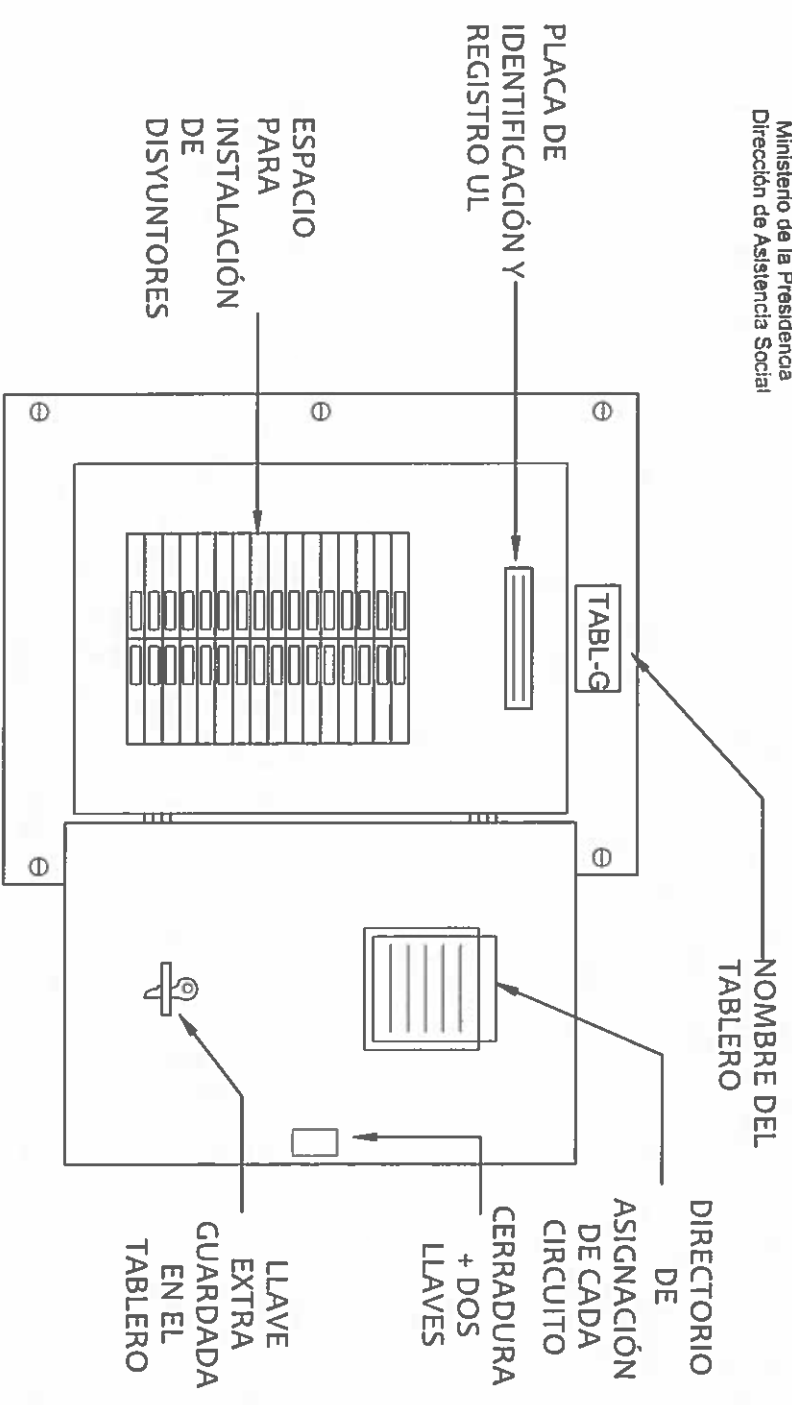 Ministerio de la Presidencia
Dirección de Asistencia Social
NOMBRE DEL
TABLERO
DIRECTORIO
DE
ASIGNACIÓN
DE CADA
CIRCUITO
CERRADURA
+ DOS
LLAVES
LLAVE
EXTRA
GUARDADA
EN EL
TABLERO
PLACA DE
IDENTIFICACIÓN Y
REGISTRO UL
ESPACIO
PARA
INSTALACIÓN
DE
DISYUNTORES
TABL-G